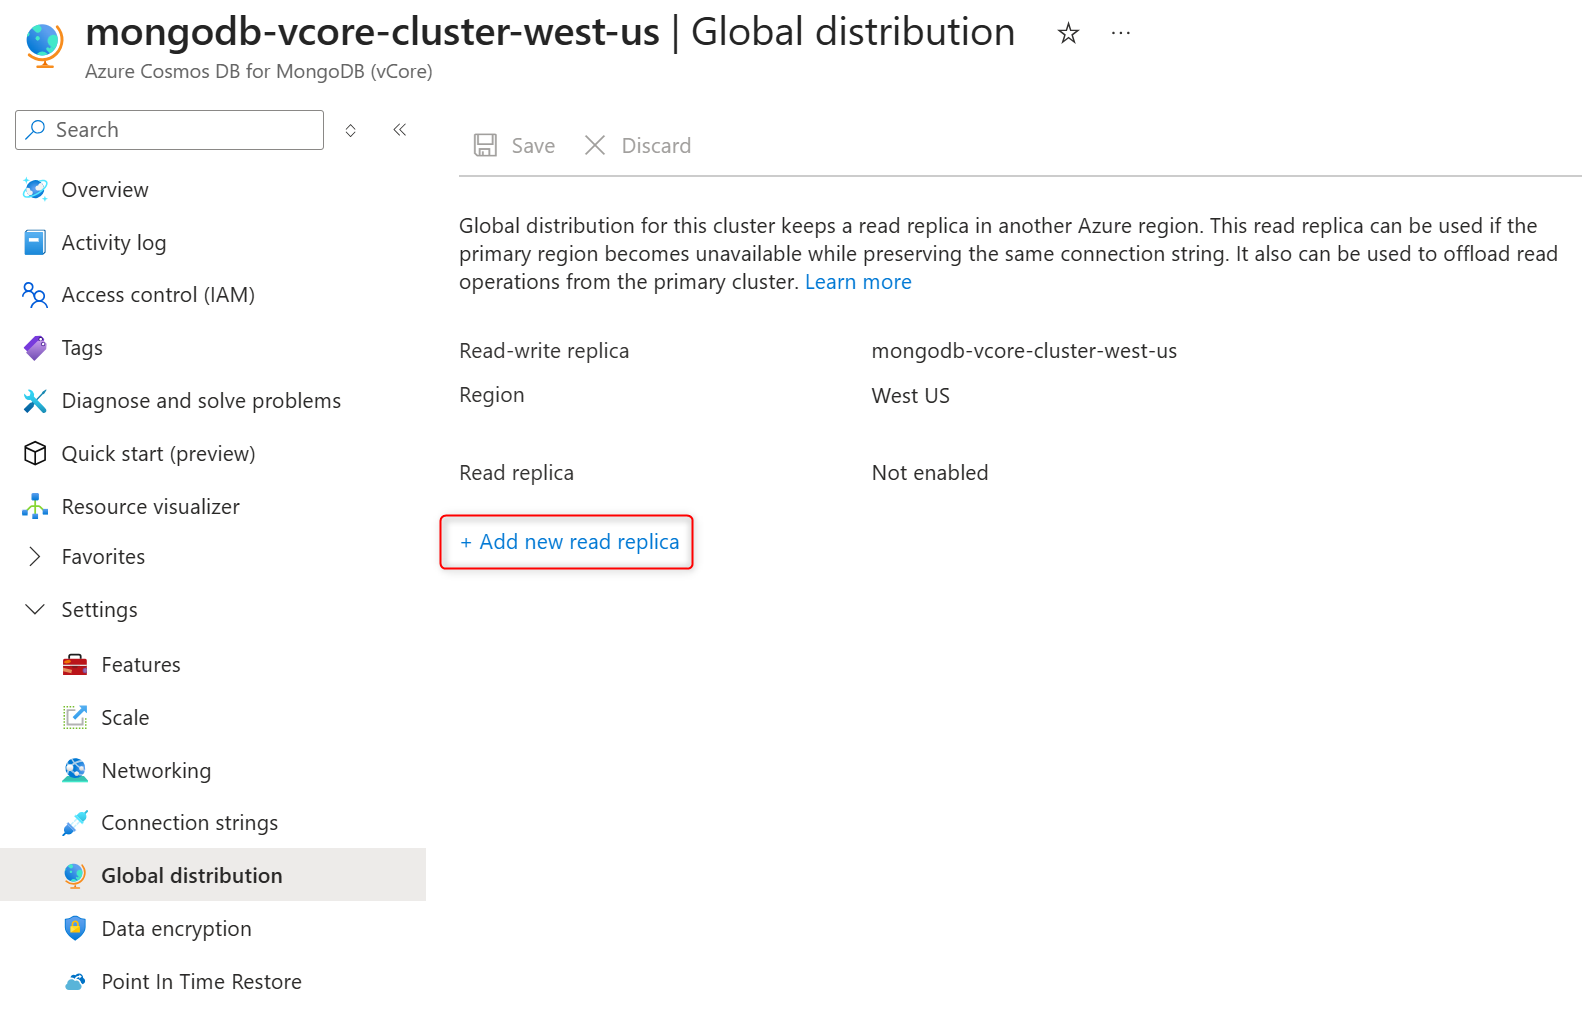 mongodb-vcore-cluster-west-us | Global distribution
Azure Cosmos DB for MongoDB (vCore)
Search
Overview
Activity log
Access control (IAM)
Tags
Diagnose and solve problems
Quick start (preview)
Resource visualizer
Favorites
Settings
Features
Scale
Networking
Connection strings
Global distribution
Data encryption
Point In Time Restore
Save Discard
Global distribution for this cluster keeps a read replica in another Azure region. This read replica can be used if the
primary region becomes unavailable while preserving the same connection string. It also can be used to offload read
operations from the primary cluster. Learn more
Read-write replica mongodb-vcore-cluster-west-us
Region West US
Read replica Not enabled
+ Add new read replica